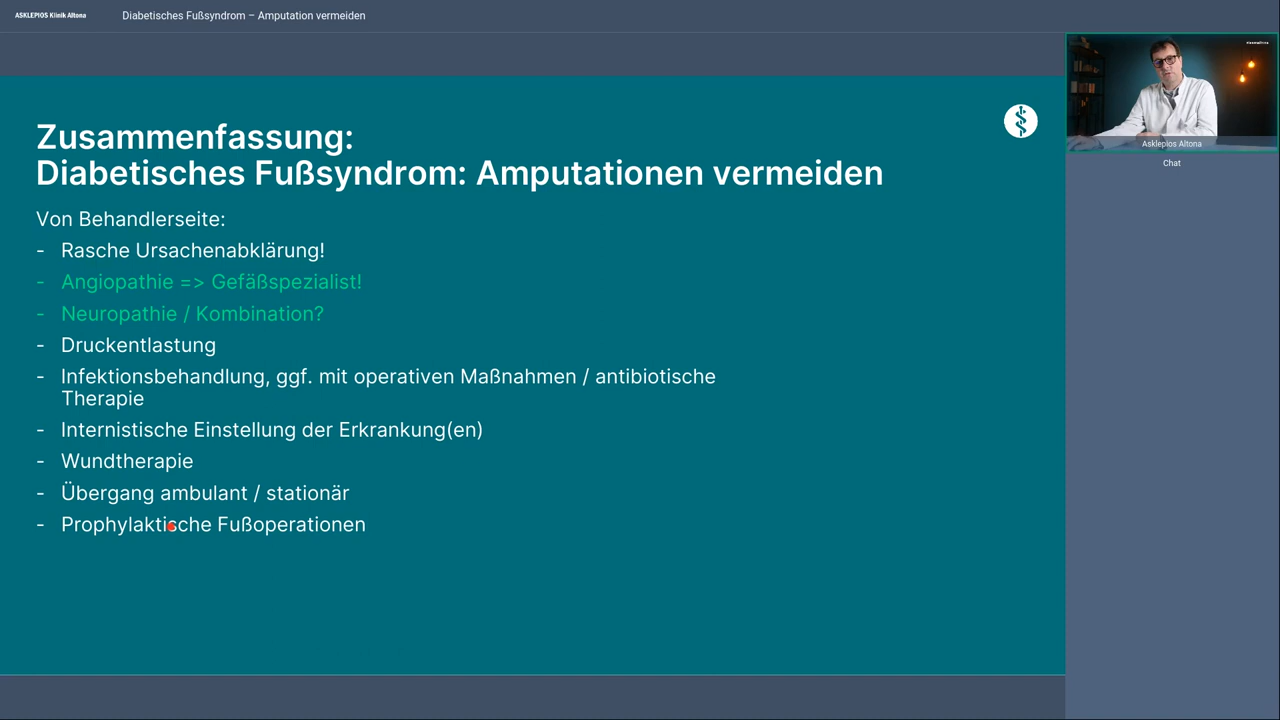 ASKLEPIOS Klinik Altona
Diabetisches Fußsyndrom – Amputation vermeiden
Zusammenfassung:
Diabetisches Fußsyndrom: Amputationen vermeiden
Von Behandlerseite:
- Rasche Ursachenabklärung!
- Angiopathie => Gefäßspezialist!
- Neuropathie / Kombination?
- Druckentlastung
- Infektionsbehandlung, ggf. mit operativen Maßnahmen / antibiotische
Therapie
- Internistische Einstellung der Erkrankung(en)
- Wundtherapie
- Übergang ambulant / stationär
- Prophylaktische Fußoperationen
Asklepios Altona
Chat